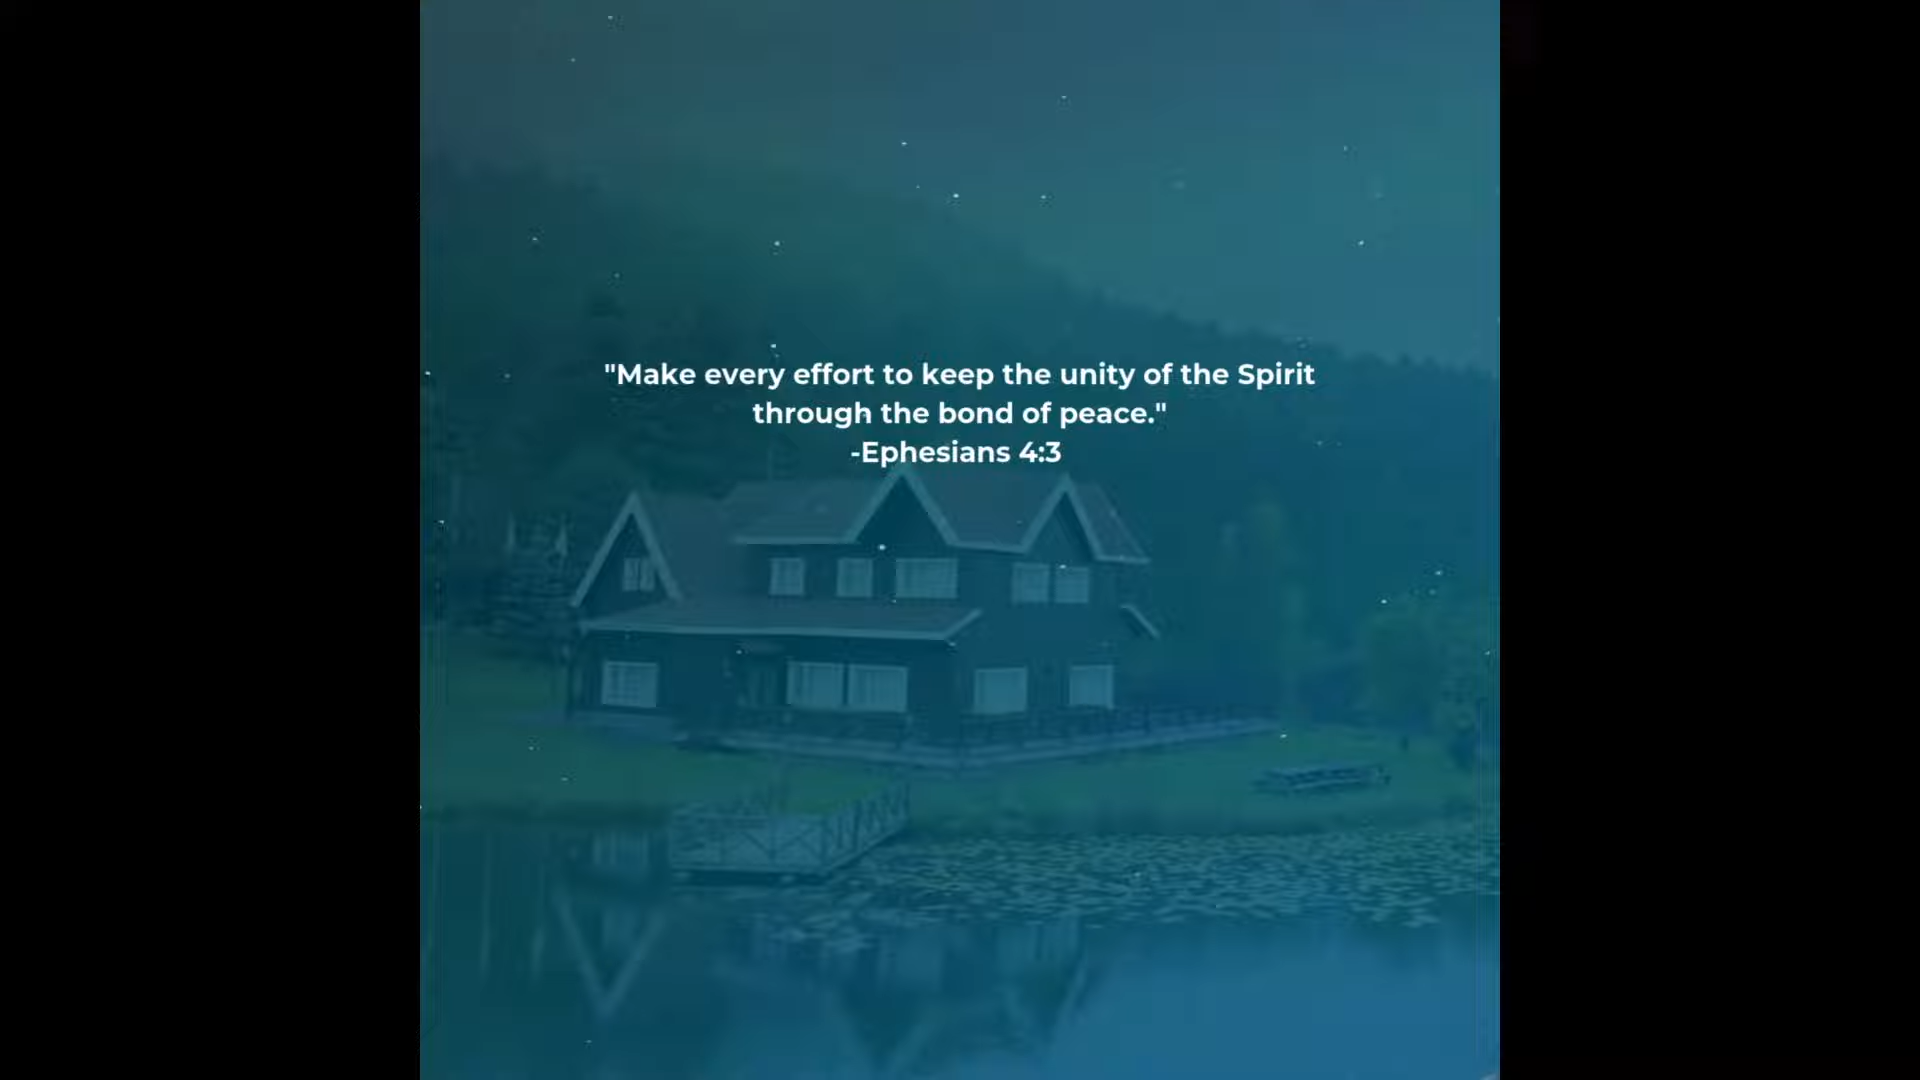 "Make every effort to keep the unity of the Spirit
through the bond of peace."
-Ephesians 4:3